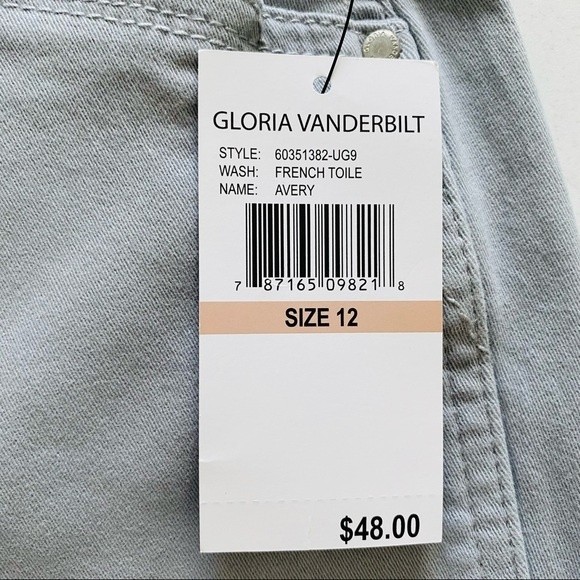 GLORIA VANDERBILT
STYLE: 60351382-UG9
WASH: FRENCH TOILE
NAME: AVERY
7 87165 09821 8
SIZE 12
$48.00